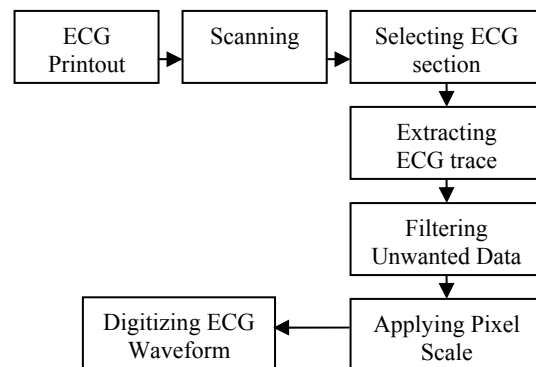 ECG
Printout
Scanning
Selecting ECG
section
Extracting
ECG trace
Filtering
Unwanted Data
Applying Pixel
Scale
Digitizing ECG
Waveform